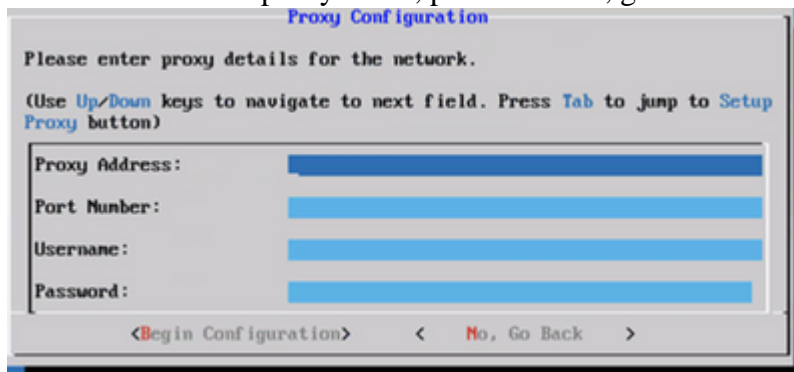 Proxy Configuration
Please enter proxy details for the network.
(Use Up/Down keys to navigate to next field. Press Tab to jump to Setup
Proxy button)
Proxy Address:
Port Number:
Username:
Password:
<Begin Configuration> < No, Go Back >